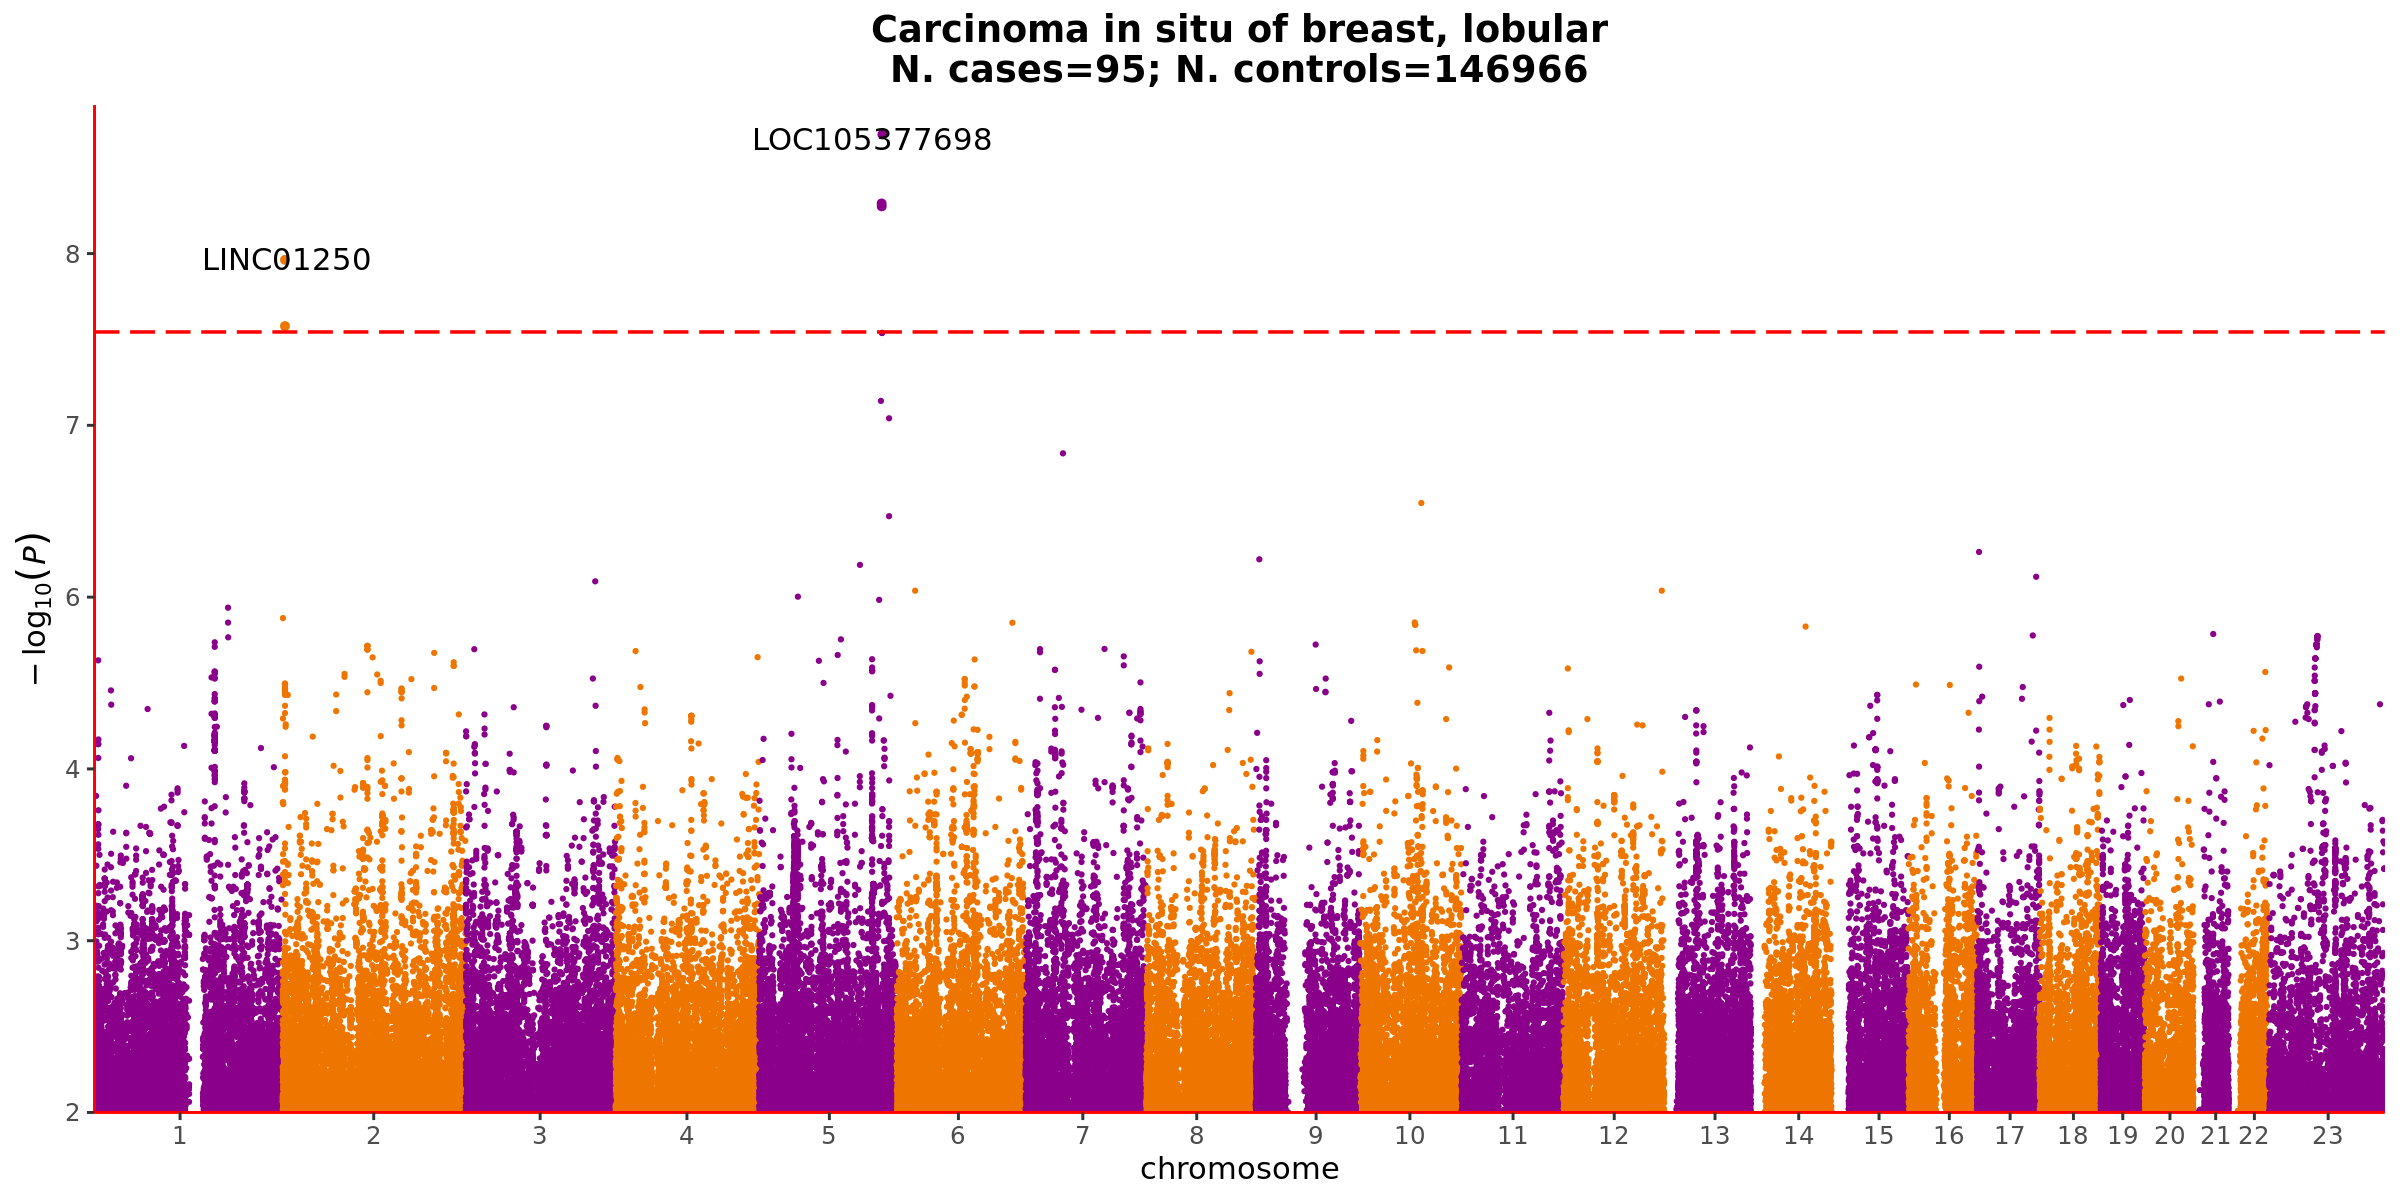 Carcinoma in situ of breast, lobular
N. cases=95; N. controls=146966
LOC105377698
LINC01250
8
7
6
4
3
2
−log₁₀(P)
1 2 3 4 5 6 7 8 9 10 11 12 13 14 15 16 17 18 19 20 21 22 23
chromosome